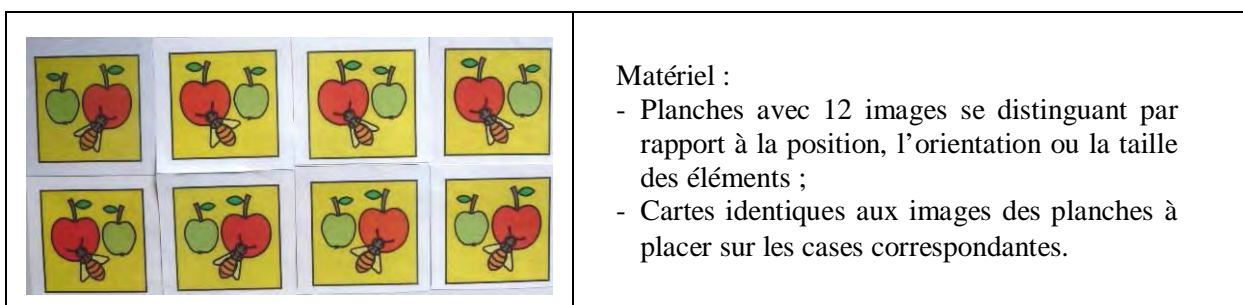 Matériel :
- Planches avec 12 images se distinguant par
rapport à la position, l’orientation ou la taille
des éléments ;
- Cartes identiques aux images des planches à
placer sur les cases correspondantes.